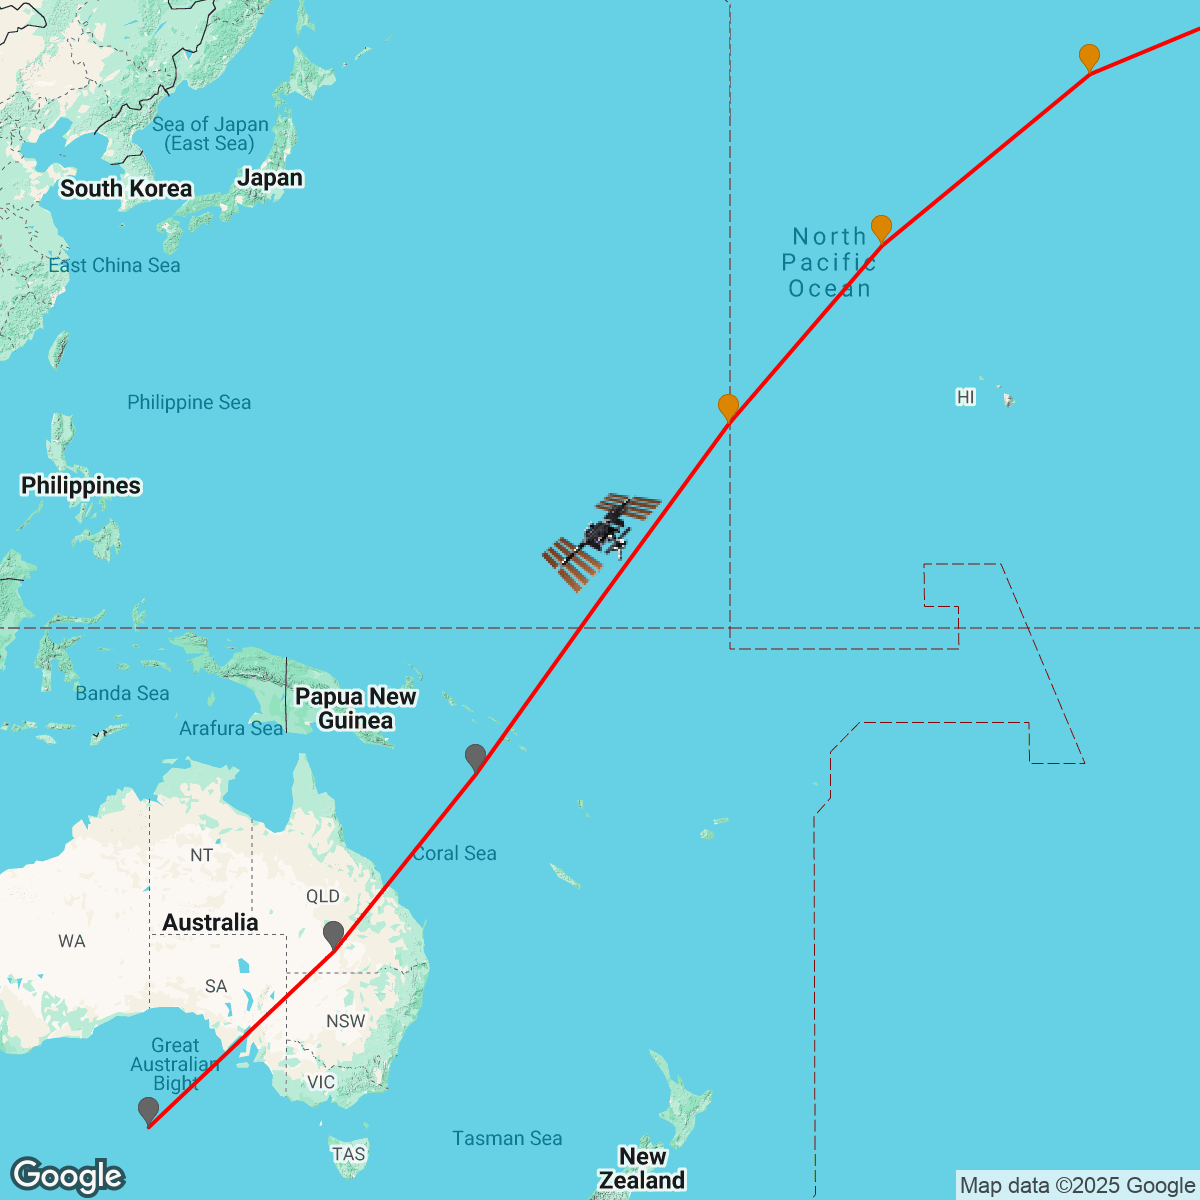 Sea of Japan
(East Sea)
South Korea
Japan
East China Sea
North
Pacific
Ocean
Philippine Sea
HI
Philippines
Banda Sea
Papua New
Guinea
Arafura Sea
NT
Coral Sea
QLD
Australia
WA
SA
NSW
Great
Australian
Bight
VIC
TAS
Tasman Sea
New
Zealand
Google
Map data ©2025 Google